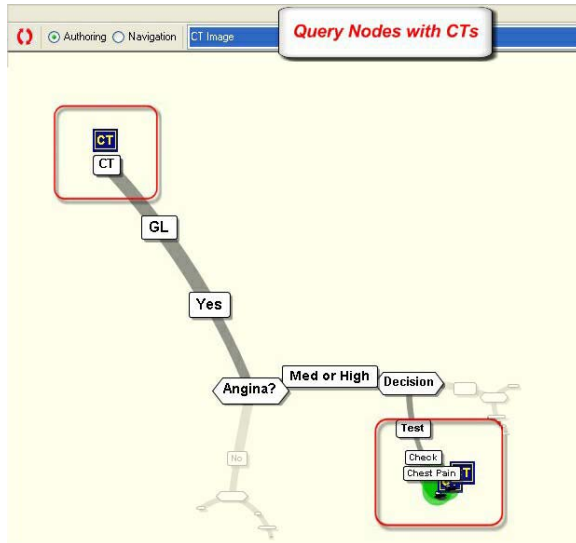 Query Nodes with CTs
Authoring
Navigation
CT Image
CT
CT
GL
Yes
Angina?
Med or High
Decision
Test
No
Check
Chest Pain